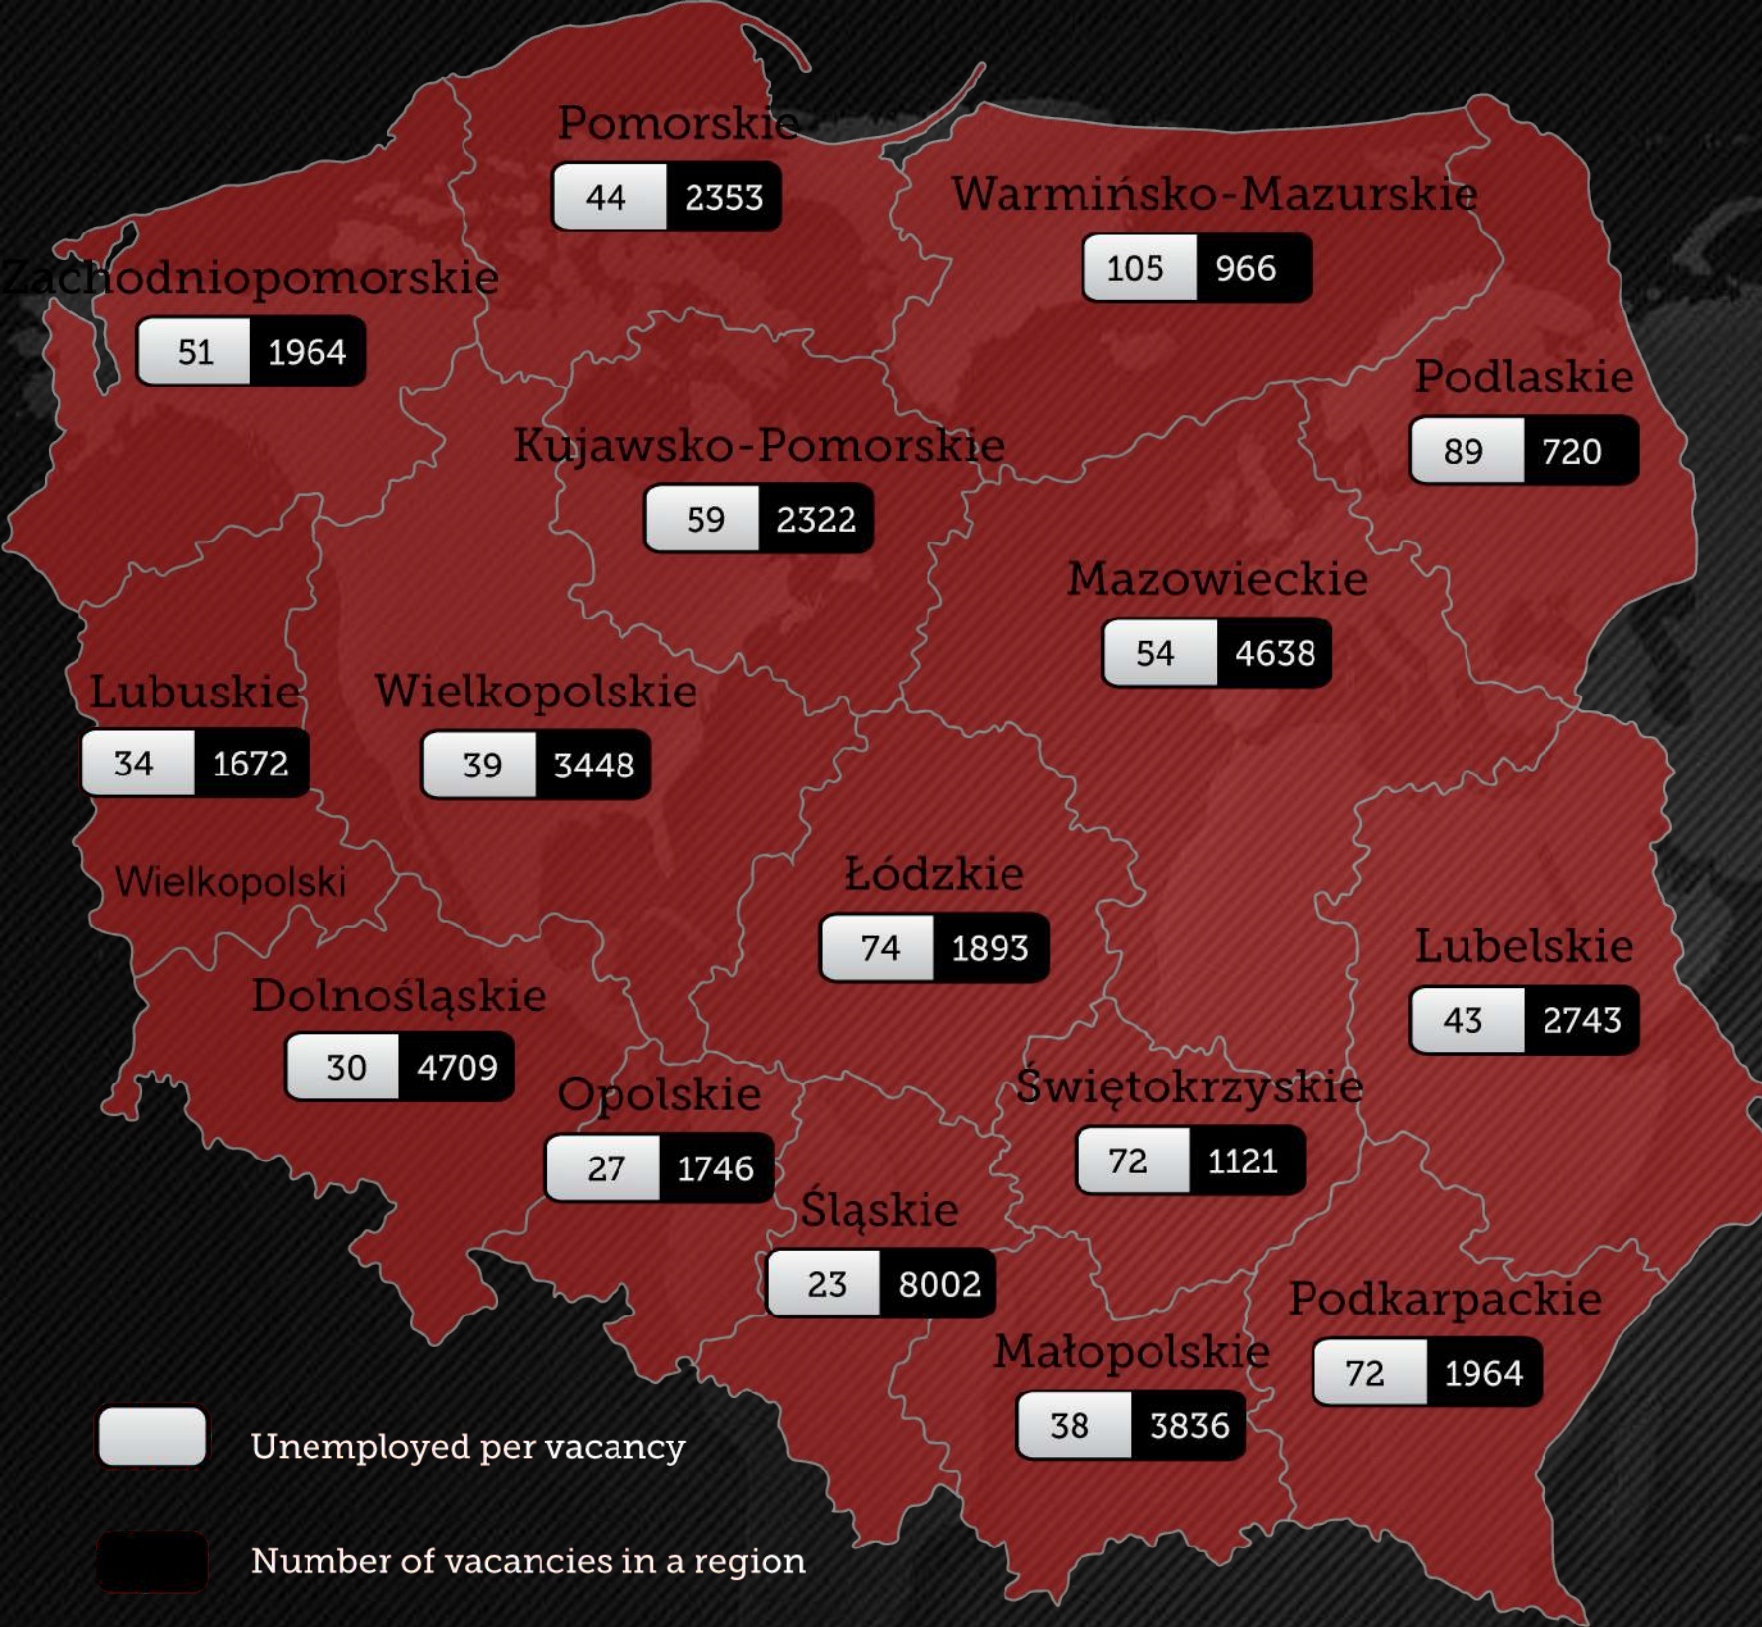 Pomorskie
44 2353
Warmińsko-Mazurskie
105 966
Zachodniopomorskie
51 1964
Podlaskie
89 720
Kujawsko-Pomorskie
59 2322
Mazowieckie
54 4638
Lubuskie
34 1672
Wielkopolskie
39 3448
Wielkopolski
Łódzkie
74 1893
Lubelskie
43 2743
Dolnośląskie
30 4709
Opolskie
27 1746
Świętokrzyskie
72 1121
Śląskie
23 8002
Podkarpackie
72 1964
Małopolskie
38 3836
Unemployed per vacancy
Number of vacancies in a region